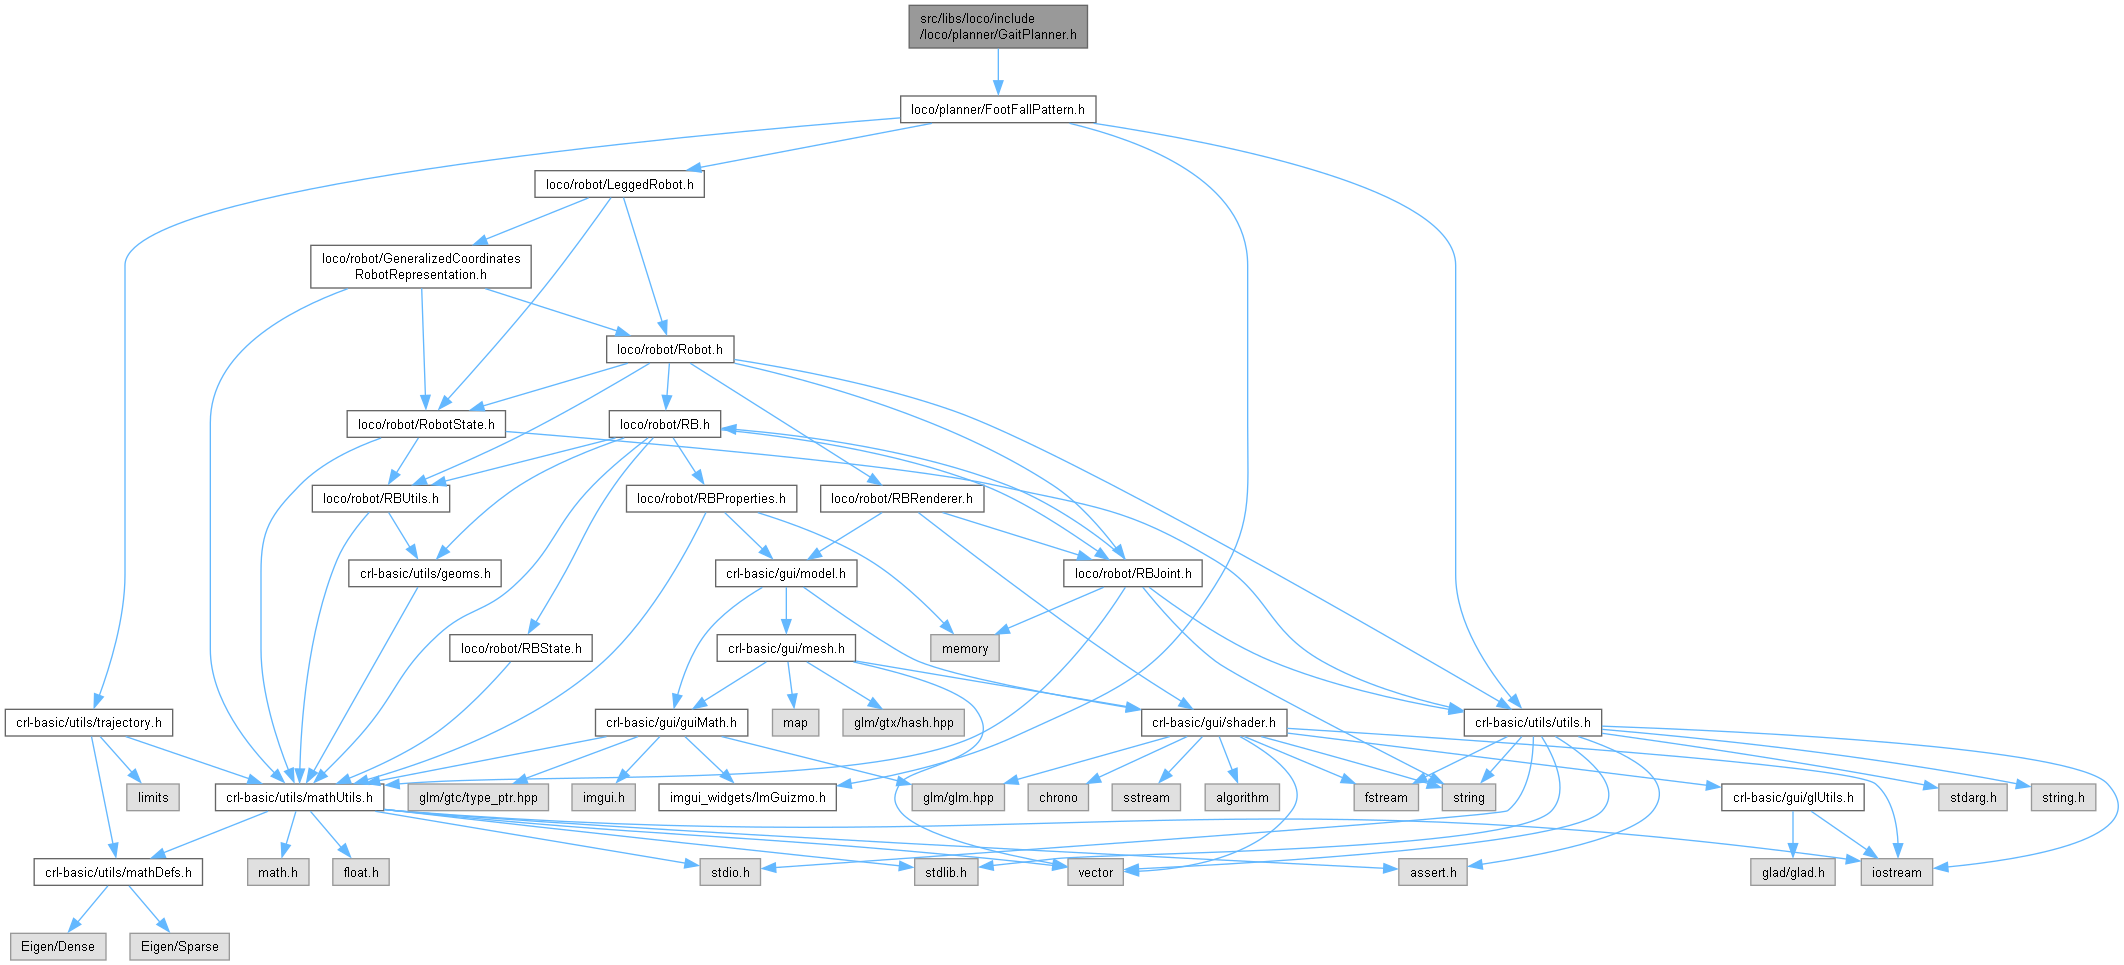 src/libs/loco/include
/loco/planner/GaitPlanner.h
loco/planner/FootFallPattern.h
loco/robot/LeggedRobot.h
loco/robot/GeneralizedCoordinates
RobotRepresentation.h
loco/robot/Robot.h
loco/robot/RobotState.h
loco/robot/RB.h
loco/robot/RBUtils.h
loco/robot/RBProperties.h
loco/robot/RBRenderer.h
crl-basic/utils/geoms.h
crl-basic/gui/model.h
loco/robot/RBJoint.h
loco/robot/RBState.h
crl-basic/gui/mesh.h
memory
crl-basic/utils/trajectory.h
crl-basic/gui/guiMath.h
map
glm/gtx/hash.hpp
crl-basic/gui/shader.h
crl-basic/utils/utils.h
limits
crl-basic/utils/mathUtils.h
glm/gtc/type_ptr.hpp
imgui.h
imgui_widgets/ImGuizmo.h
glm/glm.hpp
chrono
sstream
algorithm
fstream
string
crl-basic/gui/glUtils.h
stdarg.h
string.h
crl-basic/utils/mathDefs.h
math.h
float.h
stdio.h
stdlib.h
vector
assert.h
glad/glad.h
iostream
Eigen/Dense
Eigen/Sparse